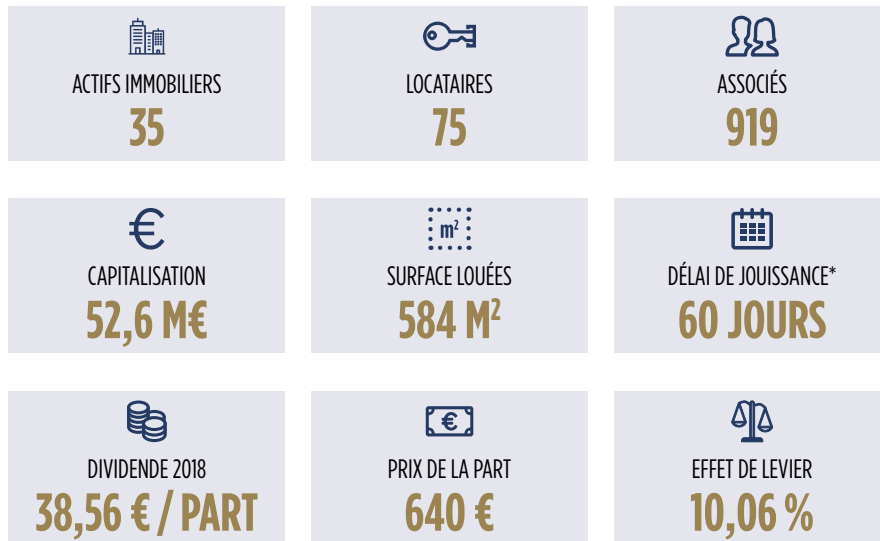 ACTIFS IMMOBILIERS
35
LOCATAIRES
75
ASSOCIÉS
919
€
CAPITALISATION
52,6 M€
m²
SURFACE LOUÉES
584 M²
DÉLAI DE JOUISSANCE*
60 JOURS
DIVIDENDE 2018
38,56 € / PART
€
PRIX DE LA PART
640 €
EFFET DE LEVIER
10,06 %